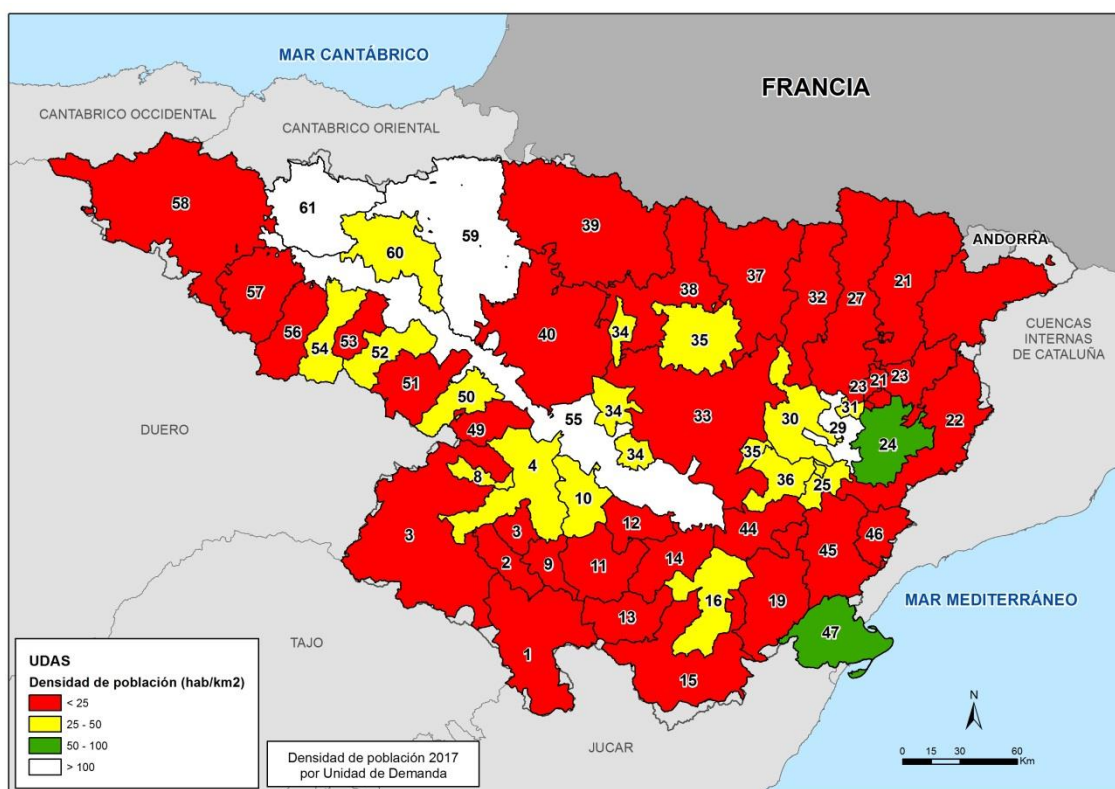 MAR CANTÁBRICO
FRANCIA
CANTABRICO OCCIDENTAL
CANTABRICO ORIENTAL
58
61
59
39
60
ANDORRA
38
37
32
27
21
57
56
54
53
52
40
34
35
CUENCAS
INTERNAS
DE CATALUÑA
51
50
23
21
23
34
30
31
29
22
55
33
24
49
DUERO
34
35
4
8
36
25
10
3
12
3
44
46
2
9
11
14
45
16
19
MAR MEDITERRÁNEO
13
47
TAJO
1
15
JUCAR
UDAS
Densidad de población (hab/km2)
< 25
25 - 50
50 - 100
> 100
Densidad de población 2017
por Unidad de Demanda
N
0 15 30 60
Km